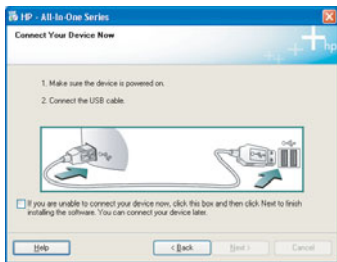 HP - All-In-One Series
Connect Your Device Now
hp
1. Make sure the device is powered on.
2. Connect the USB cable.
If you are unable to connect your device now, click this box and then click Next to finish
installing the software. You can connect your device later.
Help
< Back
Next >
Cancel